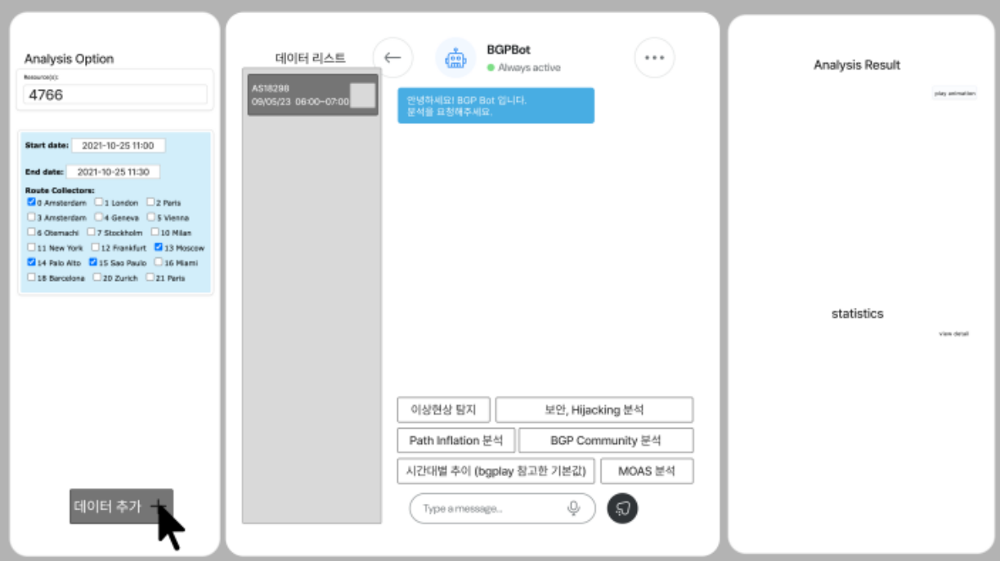 Analysis Option
Resource(s):
4766
Start date: 2021-10-25 11:00
End date: 2021-10-25 11:30
Route Collectors:
0 Amsterdam 1 London 2 Paris
3 Amsterdam 4 Geneva 5 Vienna
6 Otemachi 7 Stockholm 10 Milan
11 New York 12 Frankfurt 13 Moscow
14 Palo Alto 15 Sao Paulo 16 Miami
18 Barcelona 20 Zurich 21 Paris
데이터 추가 +
데이터 리스트
AS18298
09/05/23 06:00~07:00
BGPBot
Always active
안녕하세요! BGP Bot 입니다.
분석을 요청해주세요.
이상현상 탐지
보안, Hijacking 분석
Path Inflation 분석
BGP Community 분석
시간대별 추이 (bgplay 참고한 기본값)
MOAS 분석
Type a message...
Analysis Result
play animation
statistics
view detail